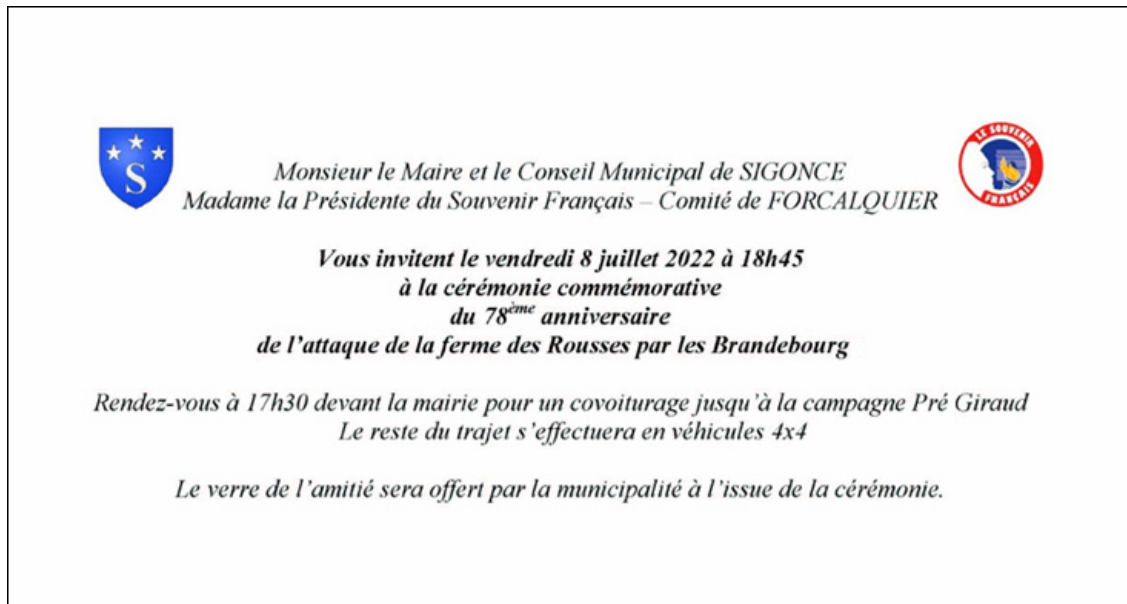 S
LE SOUVENIR
FRANÇAIS
Monsieur le Maire et le Conseil Municipal de SIGONCE
Madame la Présidente du Souvenir Français – Comité de FORCALQUIER
Vous invitent le vendredi 8 juillet 2022 à 18h45
à la cérémonie commémorative
du 78ème anniversaire
de l’attaque de la ferme des Rousses par les Brandebourg
Rendez-vous à 17h30 devant la mairie pour un covoiturage jusqu’à la campagne Pré Giraud
Le reste du trajet s’effectuera en véhicules 4x4
Le verre de l’amitié sera offert par la municipalité à l’issue de la cérémonie.